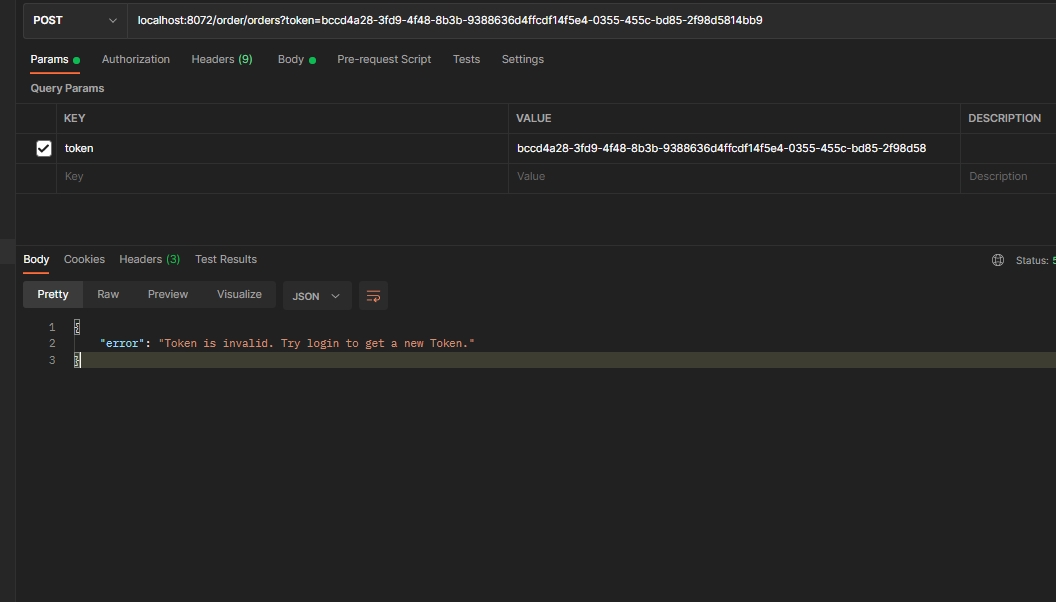 POST localhost:8072/order/orders?token=bccd4a28-3fd9-4f48-8b3b-9388636d4ffcdf14f5e4-0355-455c-bd85-2f98d5814bb9
Params Authorization Headers (9) Body Pre-request Script Tests Settings
Query Params
KEY VALUE DESCRIPTION
token bccd4a28-3fd9-4f48-8b3b-9388636d4ffcdf14f5e4-0355-455c-bd85-2f98d58
Key Value Description
Body Cookies Headers (3) Test Results Status: 5
Pretty Raw Preview Visualize JSON
1 {
2 "error": "Token is invalid. Try login to get a new Token."
3 }